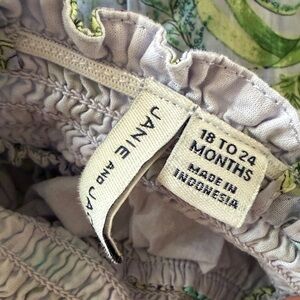 JANIE AND JA
18 TO 24
MONTHS
MADE IN
INDONESIA